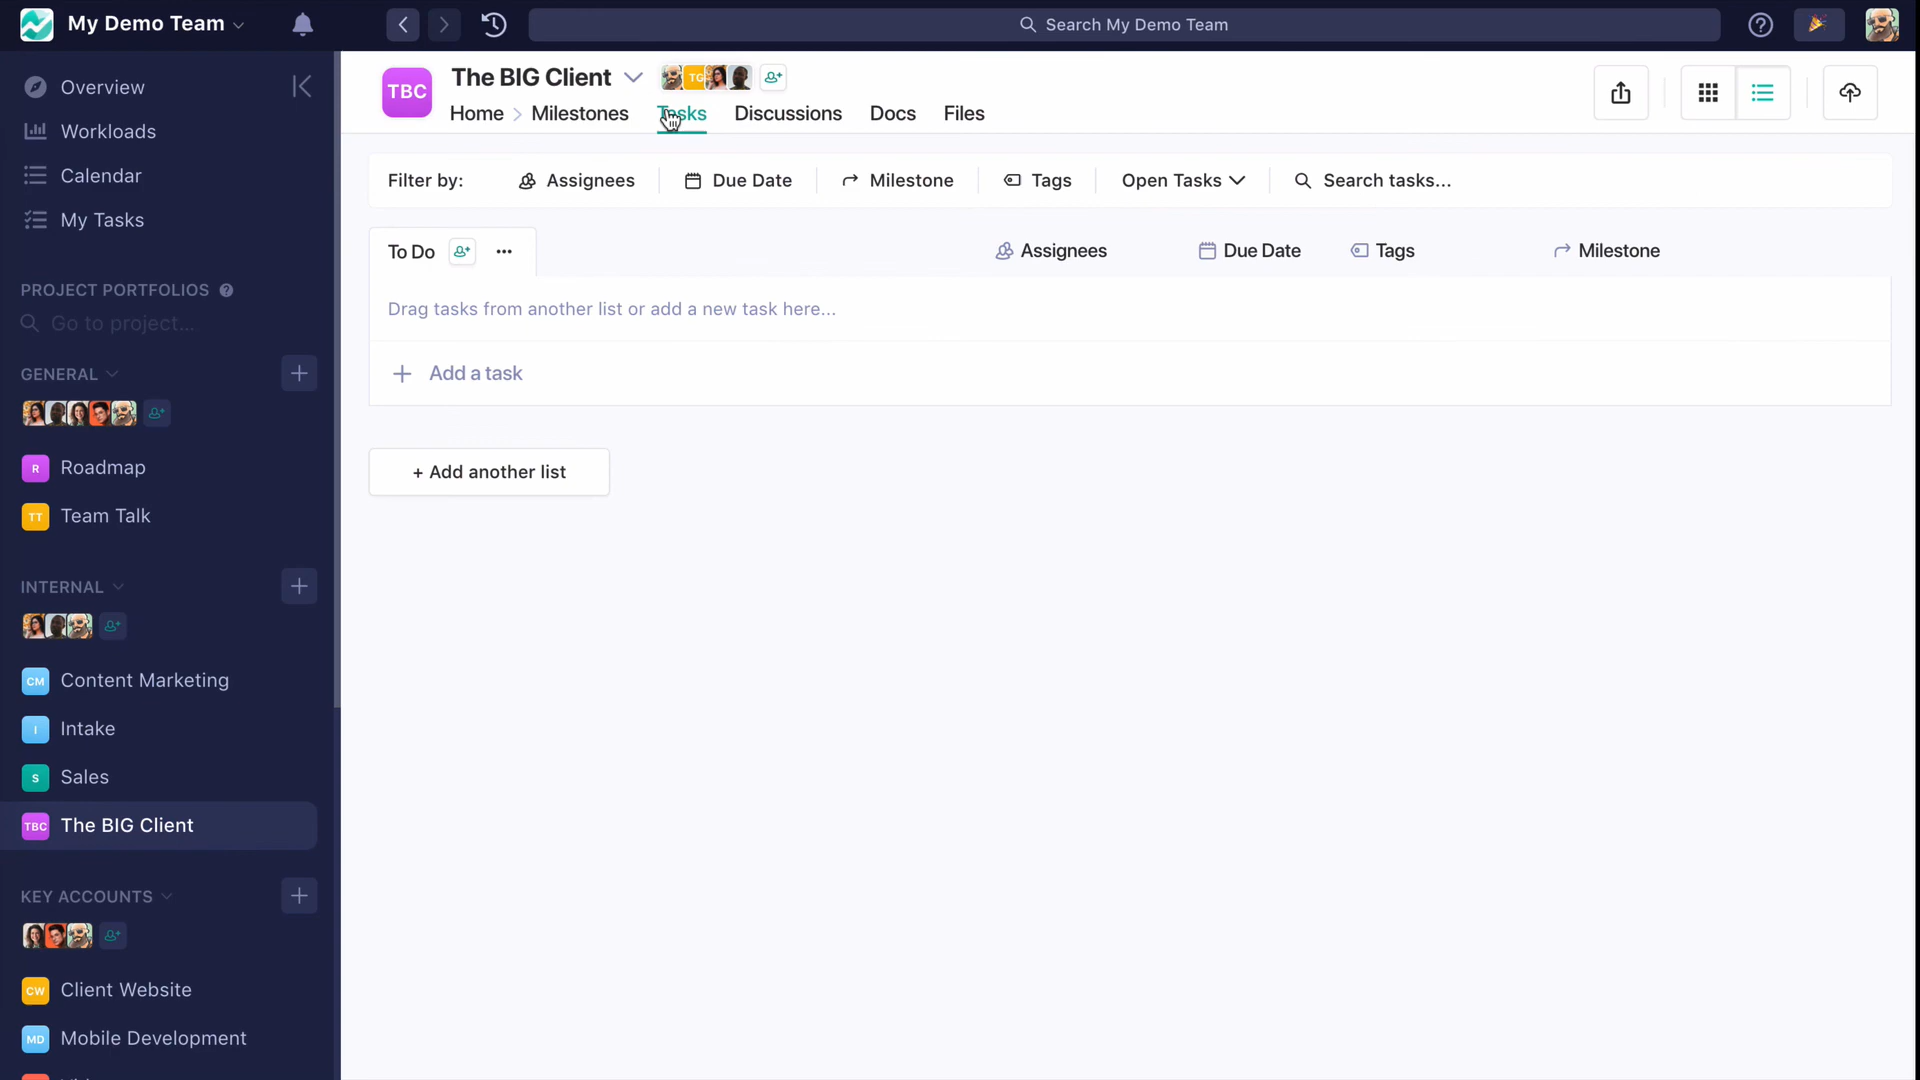 My Demo Team
Search My Demo Team
Overview
Workloads
Calendar
My Tasks
PROJECT PORTFOLIOS
Go to project...
GENERAL
R Roadmap
TT Team Talk
INTERNAL
CM Content Marketing
I Intake
S Sales
TBC The BIG Client
KEY ACCOUNTS
CW Client Website
MD Mobile Development
TBC
The BIG Client
TG
Home Milestones Tasks Discussions Docs Files
Filter by: Assignees Due Date Milestone Tags Open Tasks Search tasks...
To Do Assignees Due Date Tags Milestone
Drag tasks from another list or add a new task here...
+ Add a task
+ Add another list